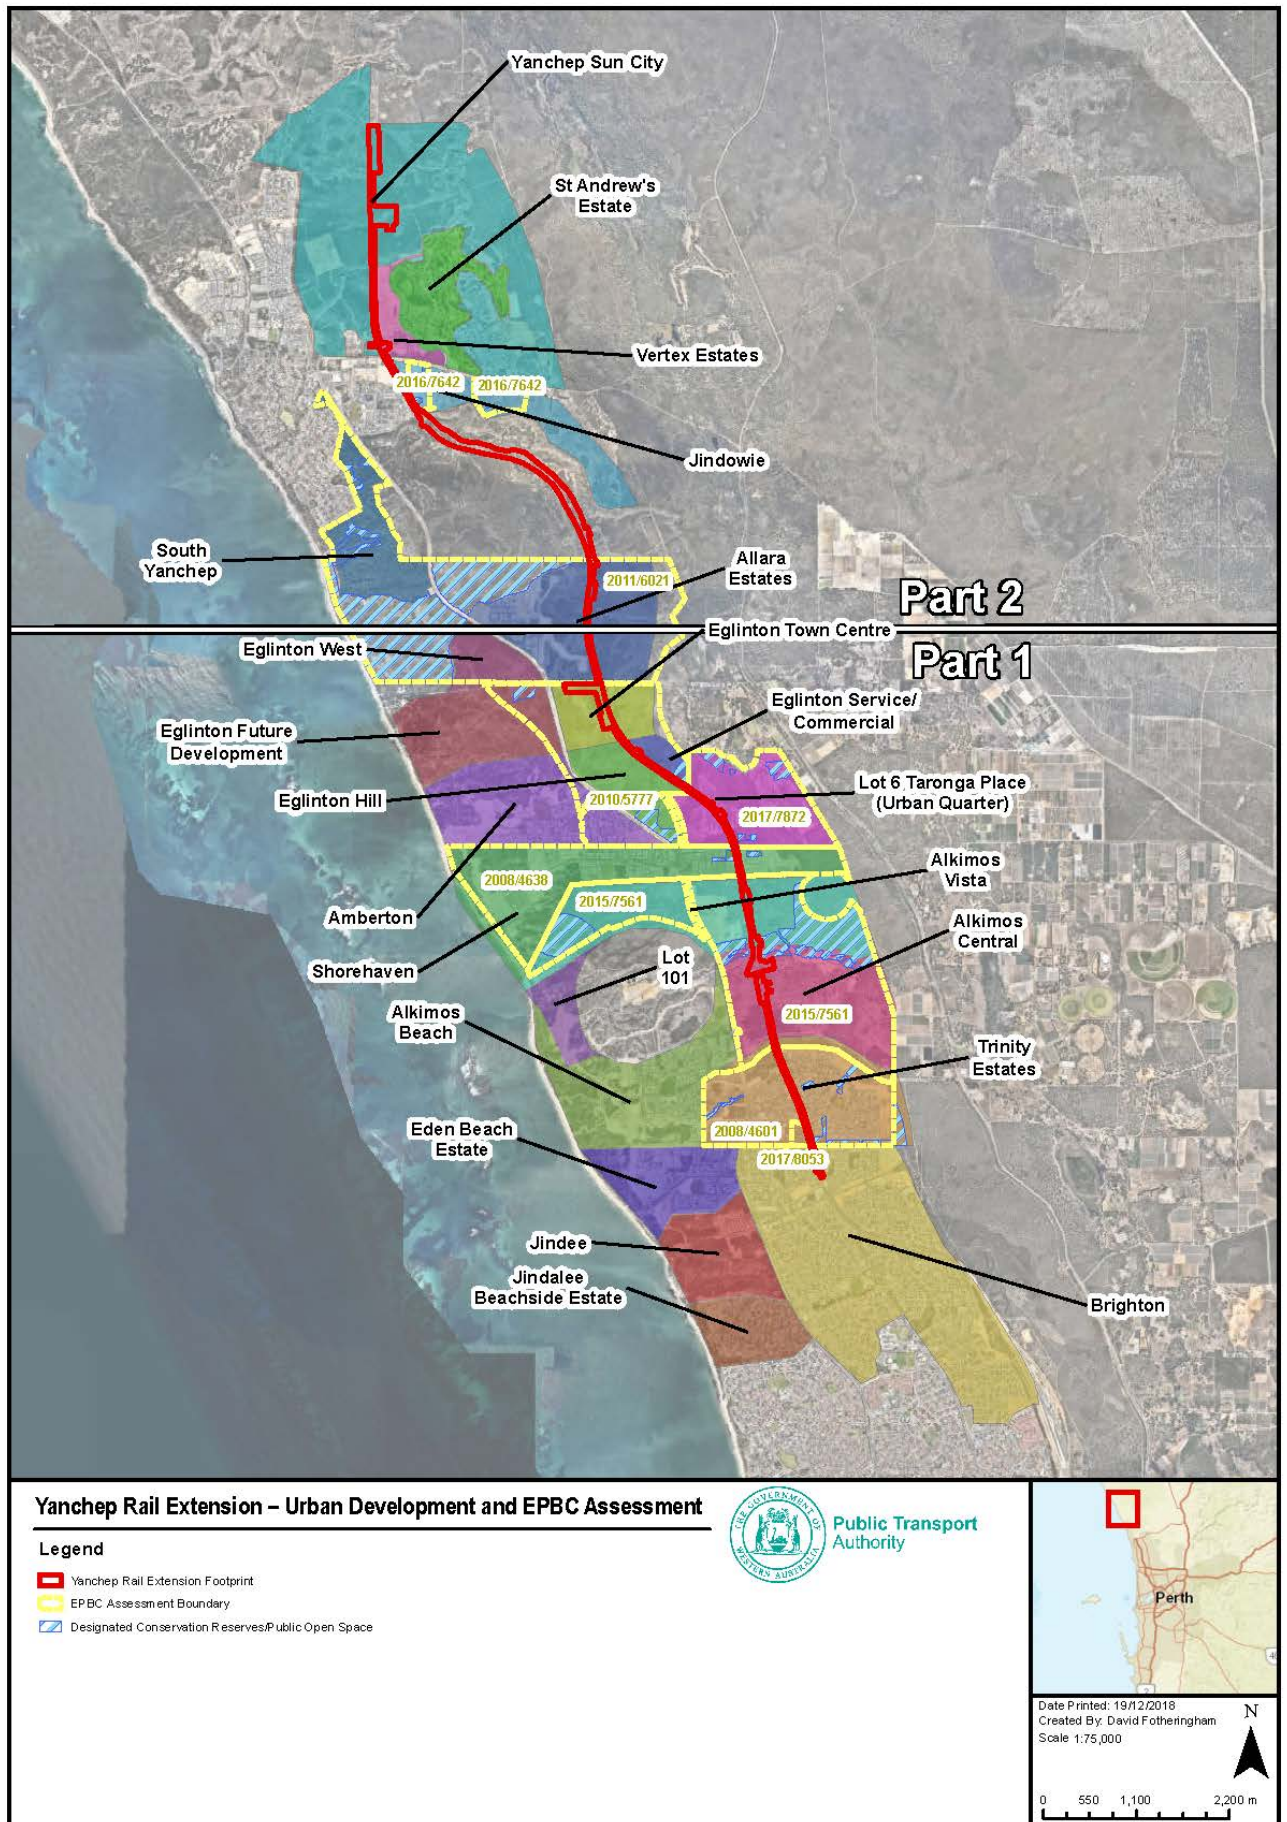 Yanchep Sun City
St Andrew's
Estate
Vertex Estates
2016/7642
2016/7642
Jindowie
South
Yanchep
Allara
Estates
2011/6021
Part 2
Eglinton Town Centre
Eglinton West
Part 1
Eglinton Service/
Commercial
Eglinton Future
Development
Lot 6 Taronga Place
(Urban Quarter)
Eglinton Hill
2010/5777
2017/7872
Alkimos
Vista
2008/4638
2015/7561
Amberton
Alkimos
Central
Shorehaven
Lot
101
Alkimos
Beach
2015/7561
Trinity
Estates
Eden Beach
Estate
2008/4601
2017/8053
Jindee
Jindalee
Beachside Estate
Brighton
Yanchep Rail Extension – Urban Development and EPBC Assessment
THE GOVERNMENT OF
WESTERN AUSTRALIA
Public Transport
Authority
Legend
Yanchep Rail Extension Footprint
EPBC Assessment Boundary
Designated Conservation Reserves/Public Open Space
Perth
2
Date Printed: 19/12/2018
Created By: David Fotheringham
Scale 1:75,000
N
0 550 1,100 2,200 m